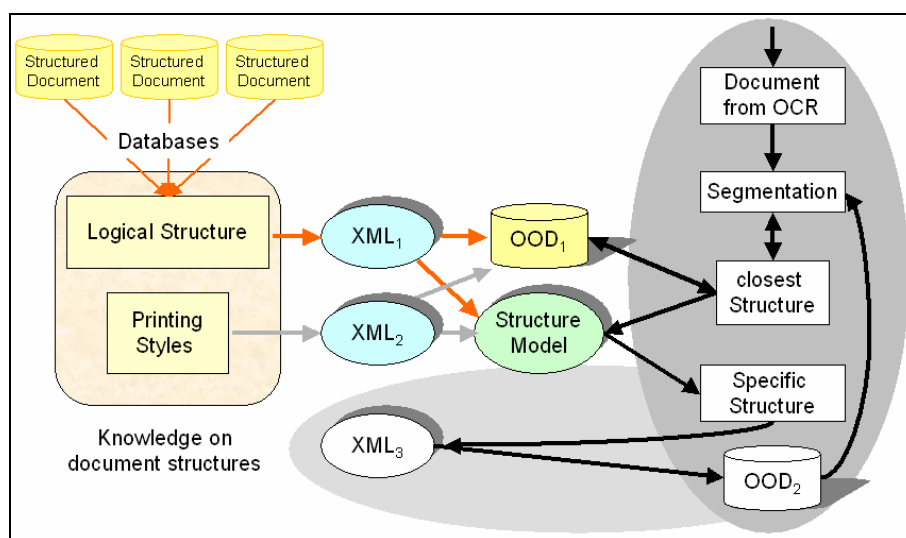 Structured
Document
Structured
Document
Structured
Document
Databases
Logical Structure
Printing
Styles
Knowledge on
document structures
XML1
XML2
XML3
OOD1
Structure
Model
Document
from OCR
Segmentation
closest
Structure
Specific
Structure
OOD2